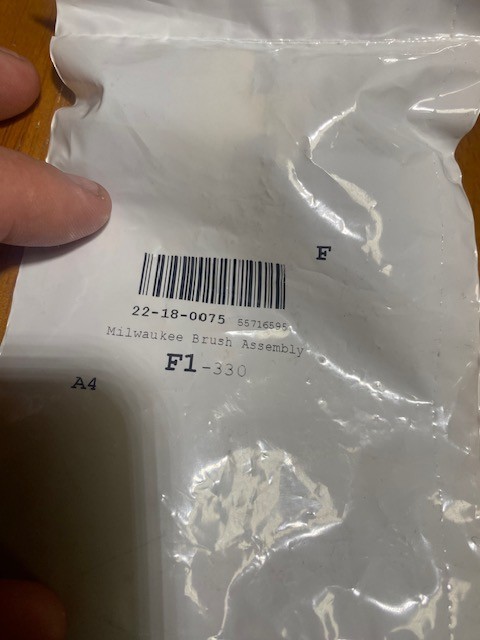 F
22-18-0075 55716595
Milwaukee Brush Assembly
F1-330
A4